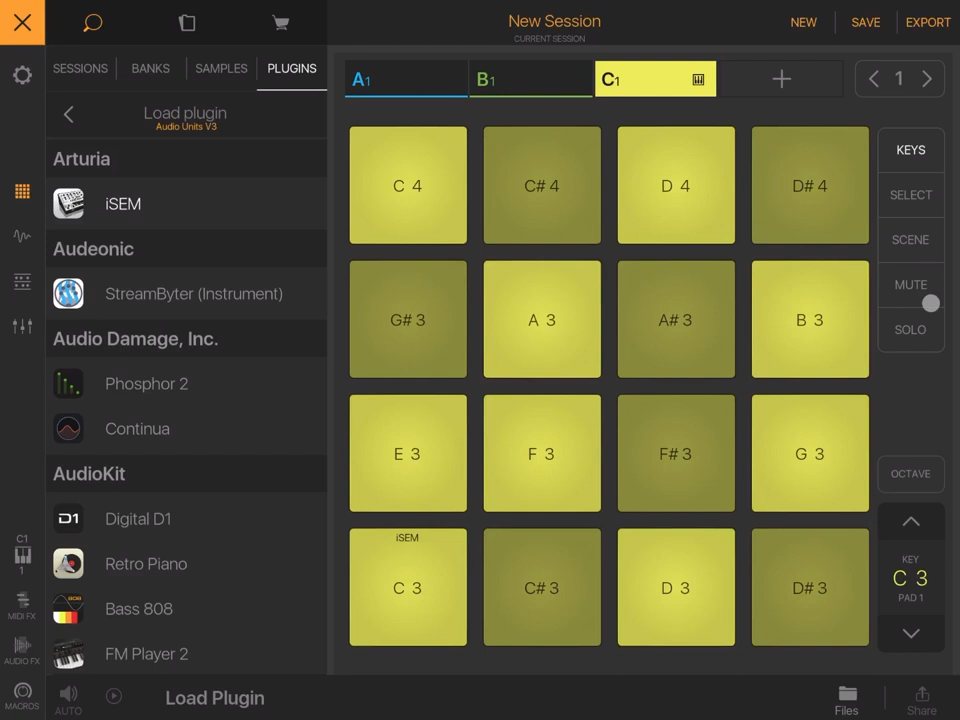 New Session
CURRENT SESSION
NEW
SAVE
EXPORT
SESSIONS
BANKS
SAMPLES
PLUGINS
A1
B1
C1
1
Load plugin
Audio Units V3
Arturia
iSEM
Audeonic
StreamByter (Instrument)
Audio Damage, Inc.
Phosphor 2
Continua
AudioKit
D1
Digital D1
Retro Piano
808
Bass 808
FM Player 2
C 4
C# 4
D 4
D# 4
G# 3
A 3
A# 3
B 3
E 3
F 3
F# 3
G 3
iSEM
C 3
C# 3
D 3
D# 3
KEYS
SELECT
SCENE
MUTE
SOLO
OCTAVE
KEY
C 3
PAD 1
C1
1
MIDI FX
AUDIO FX
MACROS
AUTO
Load Plugin
Files
Share